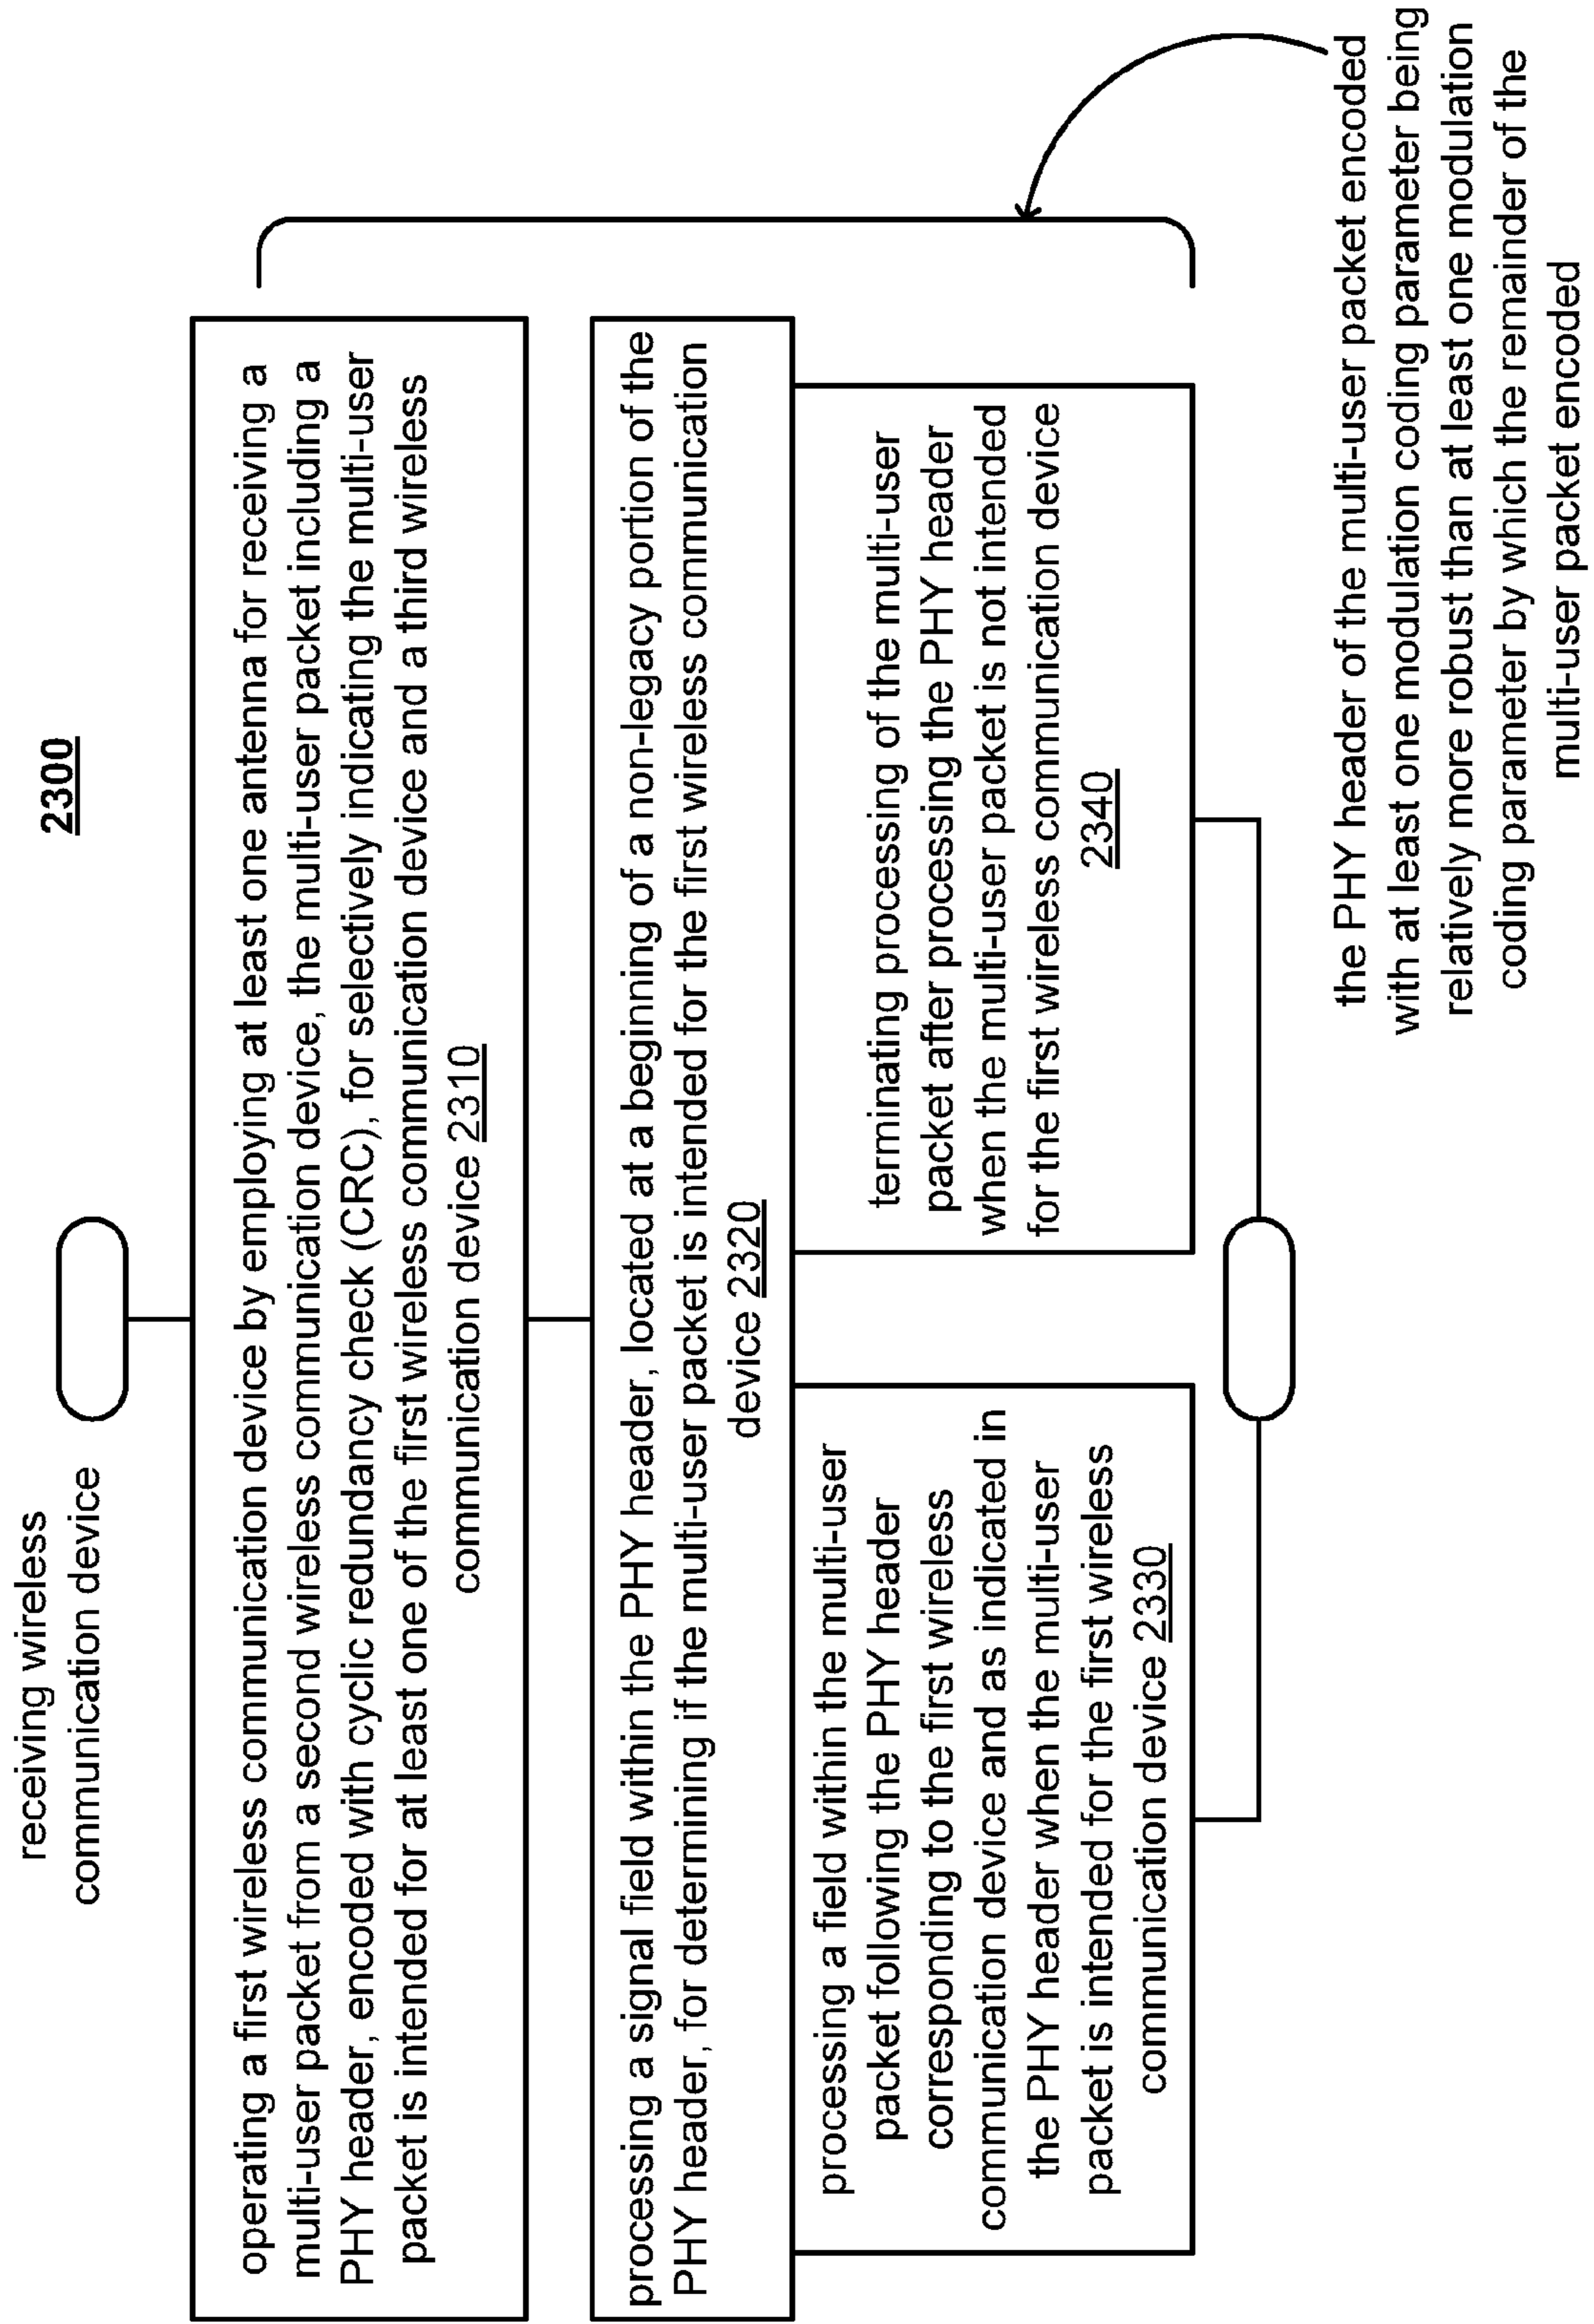 2300
receiving wireless
communication device
operating a first wireless communication device by employing at least one antenna for receiving a
multi-user packet from a second wireless communication device, the multi-user packet including a
PHY header, encoded with cyclic redundancy check (CRC), for selectively indicating the multi-user
packet is intended for at least one of the first wireless communication device and a third wireless
communication device 2310
processing a signal field within the PHY header, located at a beginning of a non-legacy portion of the
PHY header, for determining if the multi-user packet is intended for the first wireless communication
device 2320
processing a field within the multi-user
packet following the PHY header
corresponding to the first wireless
communication device and as indicated in
the PHY header when the multi-user
packet is intended for the first wireless
communication device 2330
terminating processing of the multi-user
packet after processing the PHY header
when the multi-user packet is not intended
for the first wireless communication device
2340
the PHY header of the multi-user packet encoded
with at least one modulation coding parameter being
relatively more robust than at least one modulation
coding parameter by which the remainder of the
multi-user packet encoded